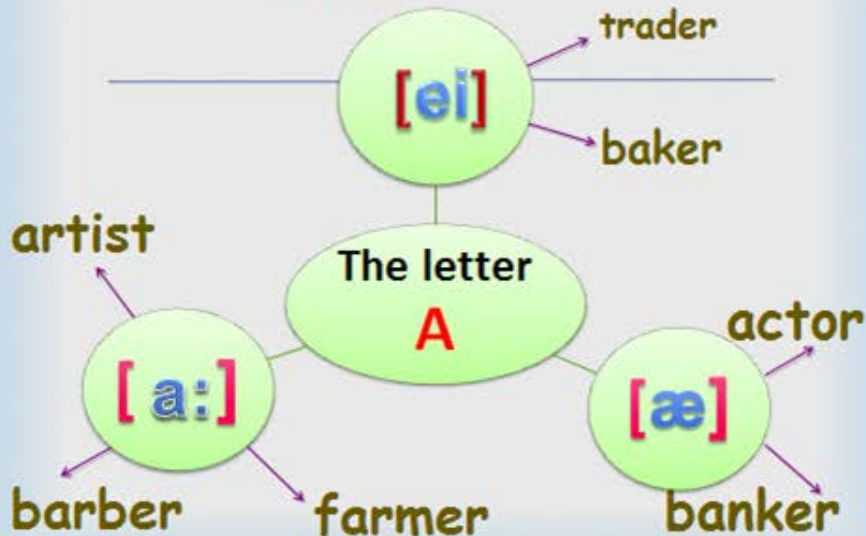 trader
[ei]
baker
artist
The letter
A
actor
[a:]
[æ]
barber
farmer
banker